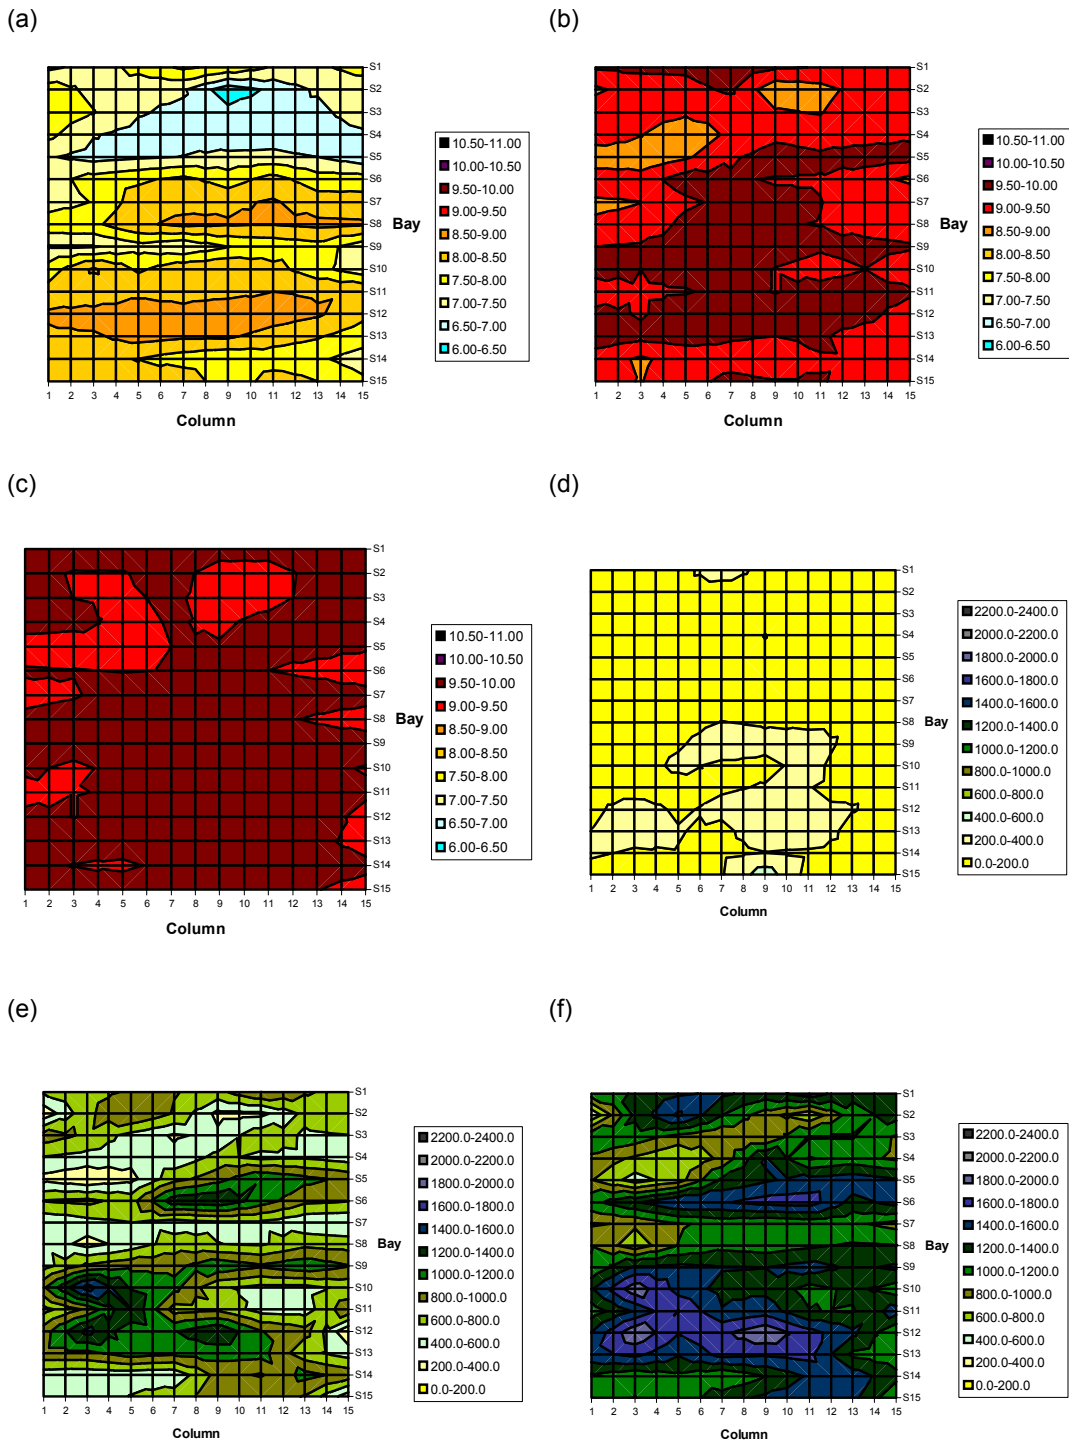 (a)
S1
S2
S3
S4
S5
S6
S7
S8
S9
S10
S11
S12
S13
S14
S15
Bay
1 2 3 4 5 6 7 8 9 10 11 12 13 14 15
Column
10.50-11.00
10.00-10.50
9.50-10.00
9.00-9.50
8.50-9.00
8.00-8.50
7.50-8.00
7.00-7.50
6.50-7.00
6.00-6.50
(b)
S1
S2
S3
S4
S5
S6
S7
S8
S9
S10
S11
S12
S13
S14
S15
Bay
1 2 3 4 5 6 7 8 9 10 11 12 13 14 15
Column
10.50-11.00
10.00-10.50
9.50-10.00
9.00-9.50
8.50-9.00
8.00-8.50
7.50-8.00
7.00-7.50
6.50-7.00
6.00-6.50
(c)
S1
S2
S3
S4
S5
S6
S7
S8
S9
S10
S11
S12
S13
S14
S15
Bay
1 2 3 4 5 6 7 8 9 10 11 12 13 14 15
Column
10.50-11.00
10.00-10.50
9.50-10.00
9.00-9.50
8.50-9.00
8.00-8.50
7.50-8.00
7.00-7.50
6.50-7.00
6.00-6.50
(d)
S1
S2
S3
S4
S5
S6
S7
S8
S9
S10
S11
S12
S13
S14
S15
Bay
1 2 3 4 5 6 7 8 9 10 11 12 13 14 15
Column
2200.0-2400.0
2000.0-2200.0
1800.0-2000.0
1600.0-1800.0
1400.0-1600.0
1200.0-1400.0
1000.0-1200.0
800.0-1000.0
600.0-800.0
400.0-600.0
200.0-400.0
0.0-200.0
(e)
S1
S2
S3
S4
S5
S6
S7
S8
S9
S10
S11
S12
S13
S14
S15
Bay
1 2 3 4 5 6 7 8 9 10 11 12 13 14 15
Column
2200.0-2400.0
2000.0-2200.0
1800.0-2000.0
1600.0-1800.0
1400.0-1600.0
1200.0-1400.0
1000.0-1200.0
800.0-1000.0
600.0-800.0
400.0-600.0
200.0-400.0
0.0-200.0
(f)
S1
S2
S3
S4
S5
S6
S7
S8
S9
S10
S11
S12
S13
S14
S15
1 2 3 4 5 6 7 8 9 10 11 12 13 14 15
Column
2200.0-2400.0
2000.0-2200.0
1800.0-2000.0
1600.0-1800.0
1400.0-1600.0
1200.0-1400.0
1000.0-1200.0
800.0-1000.0
600.0-800.0
400.0-600.0
200.0-400.0
0.0-200.0